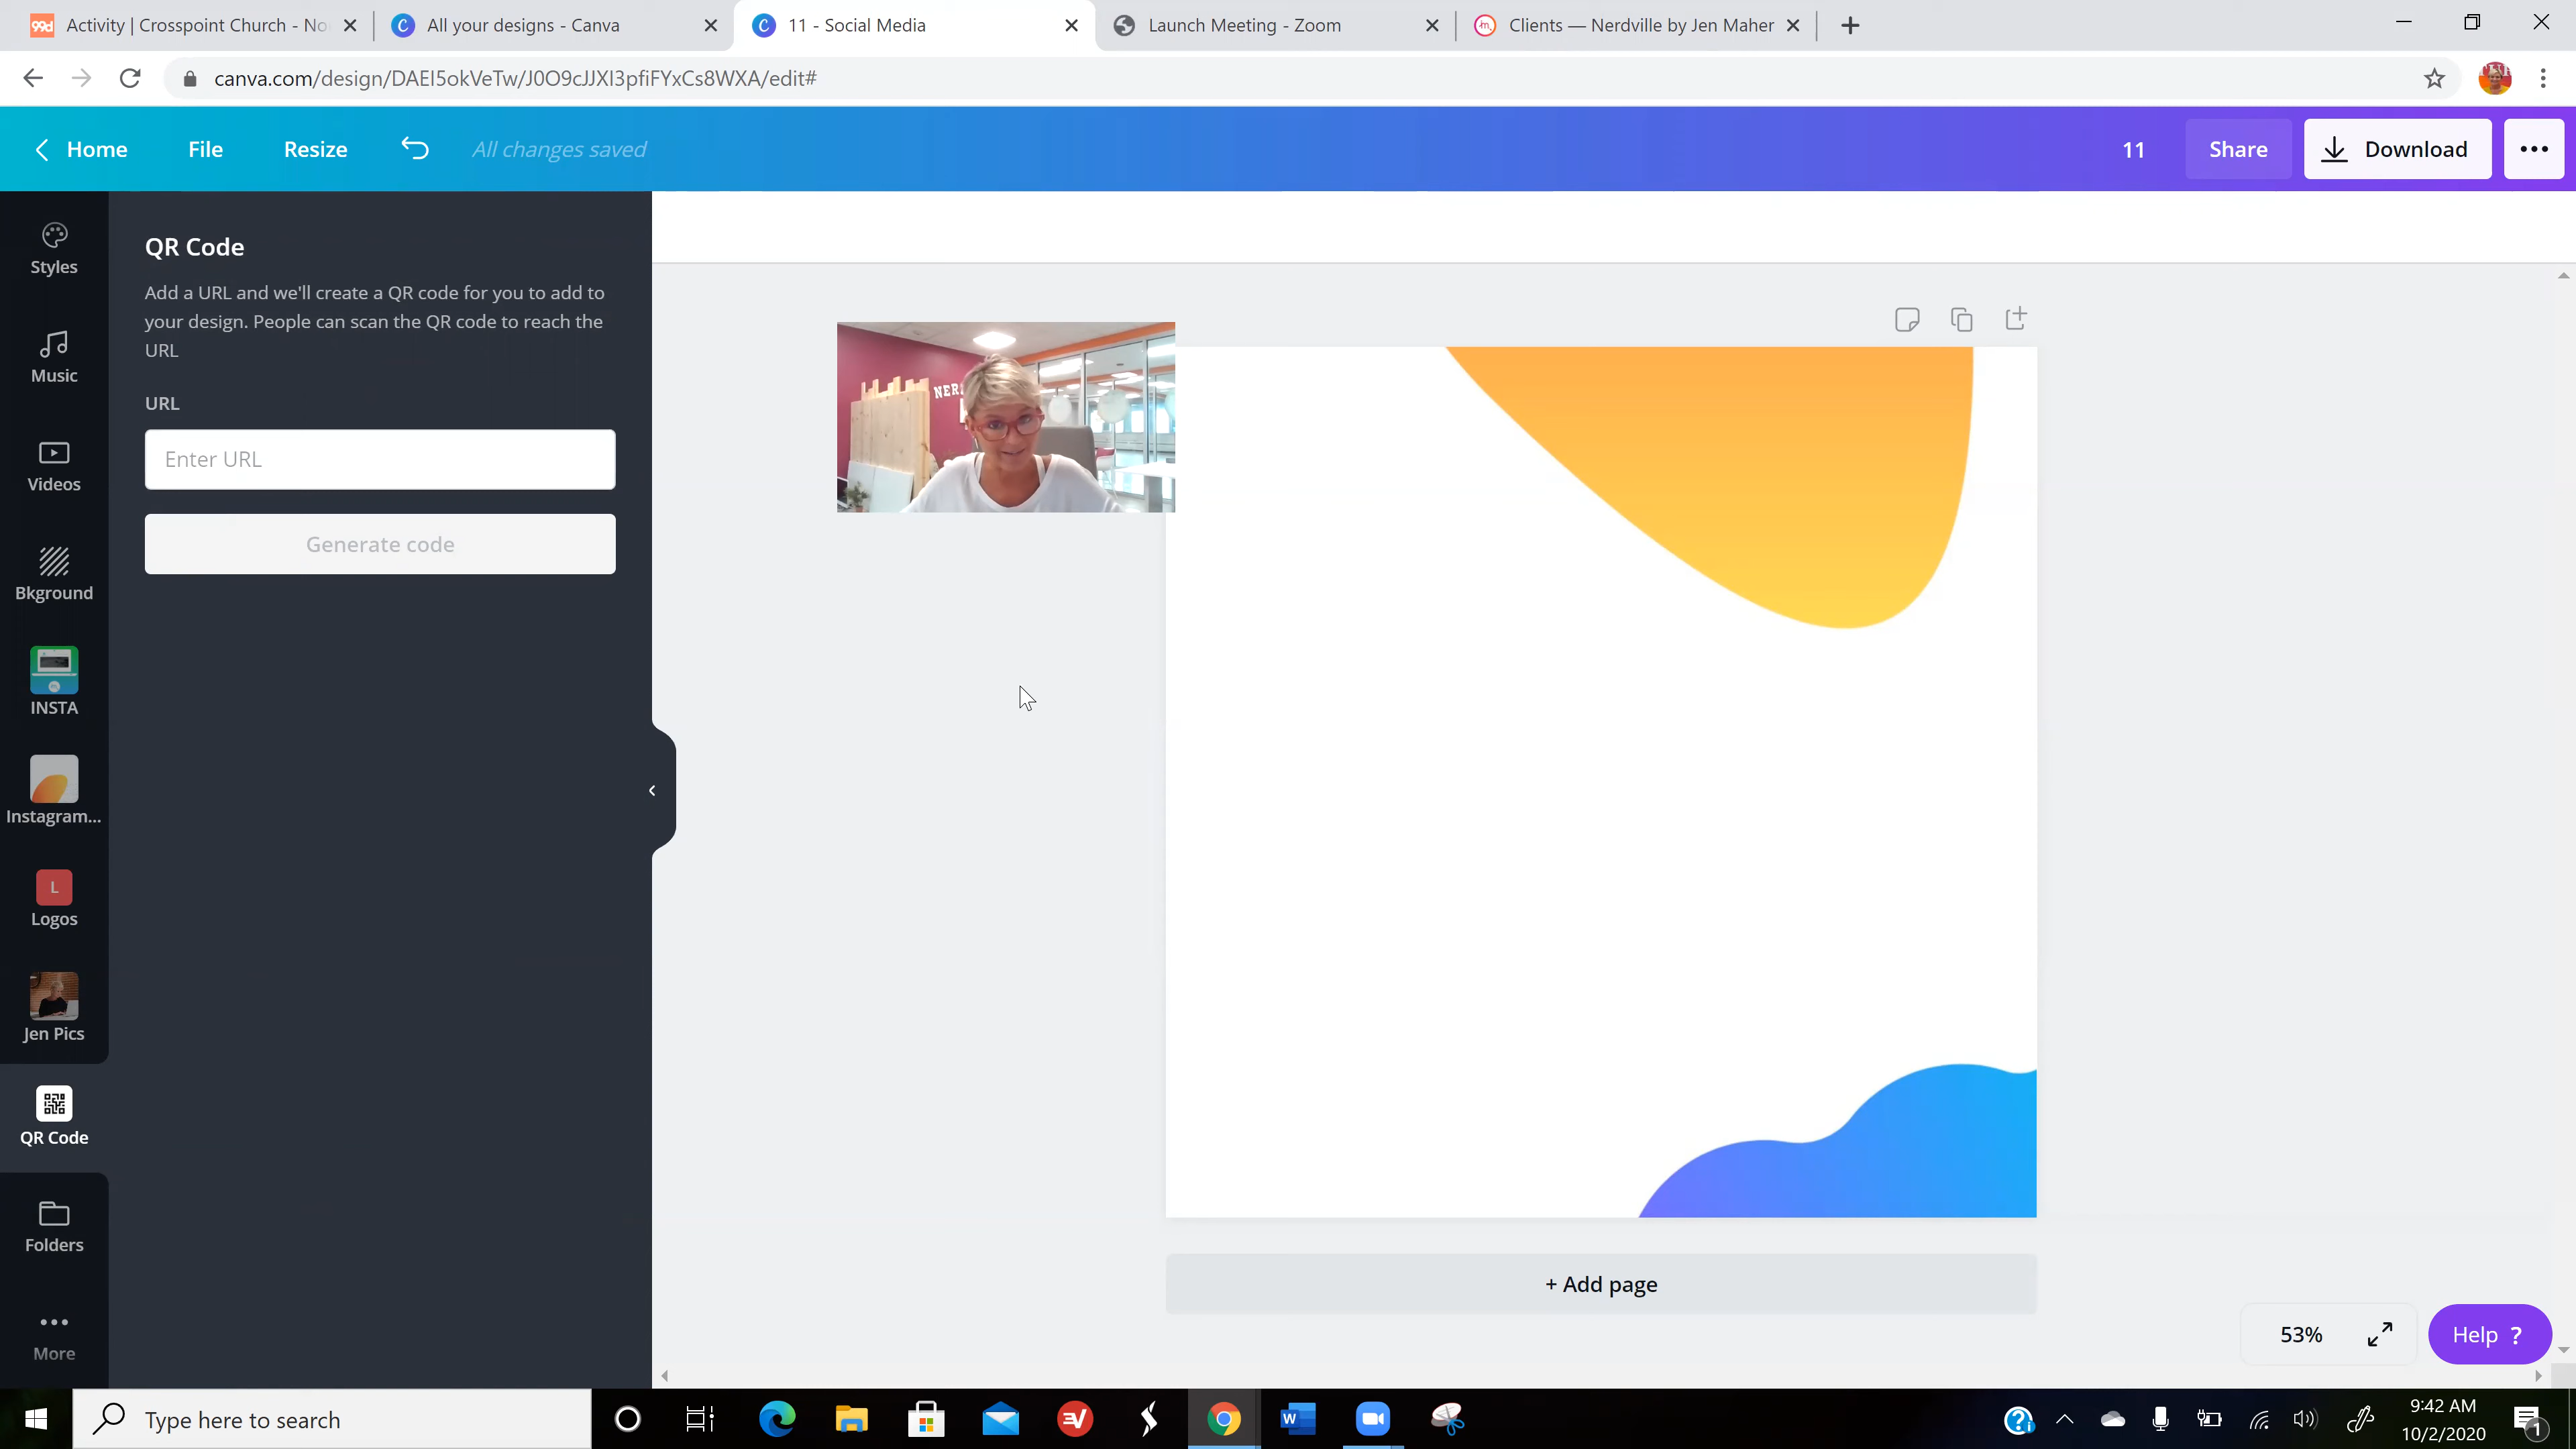 99d Activity | Crosspoint Church - No
All your designs - Canva
11 - Social Media
Launch Meeting - Zoom
Clients — Nerdville by Jen Maher
canva.com/design/DAEI5okVeTw/J0O9cJJXI3pfiFYxCs8WXA/edit#
Home File Resize All changes saved 11 Share Download
Styles
Music
Videos
Bkground
INSTA
Instagram...
L
Logos
Jen Pics
QR Code
Folders
More
QR Code
Add a URL and we'll create a QR code for you to add to
your design. People can scan the QR code to reach the
URL
URL
Enter URL
Generate code
NER
+ Add page
53%
Help ?
Type here to search
9:42 AM
10/2/2020
1